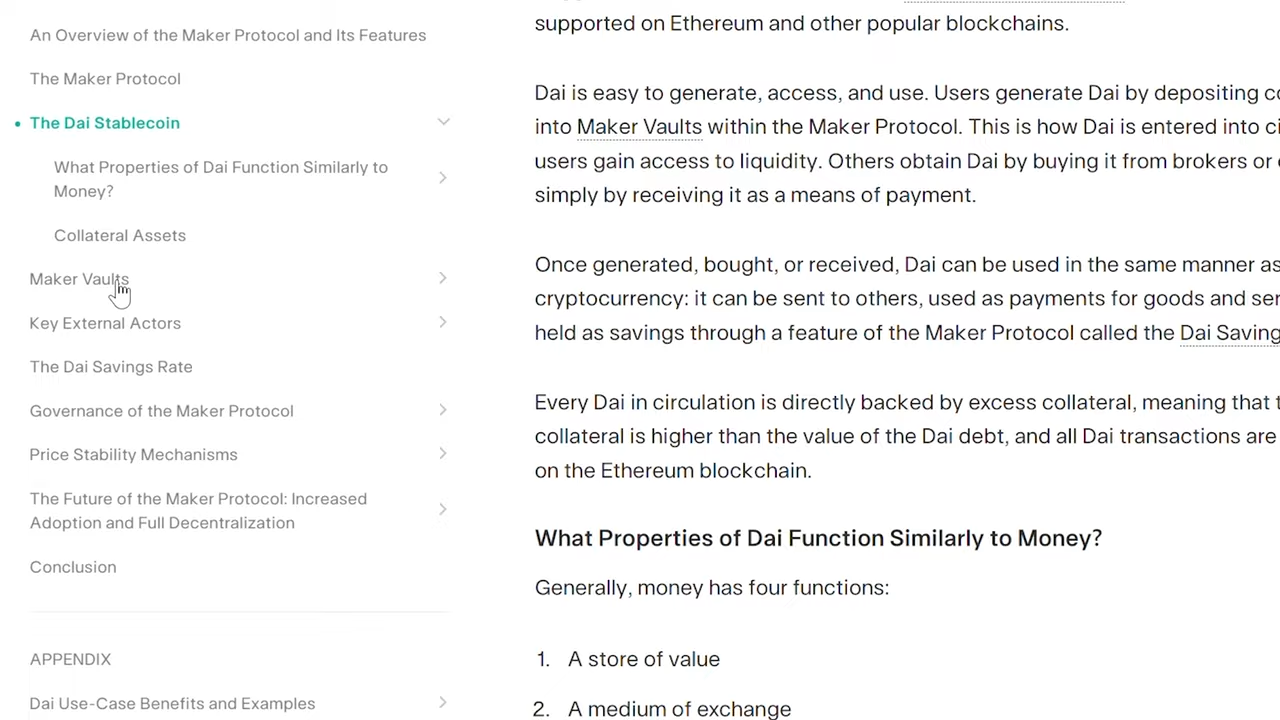 An Overview of the Maker Protocol and Its Features
The Maker Protocol
The Dai Stablecoin
What Properties of Dai Function Similarly to
Money?
Collateral Assets
Maker Vaults
Key External Actors
The Dai Savings Rate
Governance of the Maker Protocol
Price Stability Mechanisms
The Future of the Maker Protocol: Increased
Adoption and Full Decentralization
Conclusion
APPENDIX
Dai Use-Case Benefits and Examples
supported on Ethereum and other popular blockchains.
Dai is easy to generate, access, and use. Users generate Dai by depositing
into Maker Vaults within the Maker Protocol. This is how Dai is entered into
users gain access to liquidity. Others obtain Dai by buying it from brokers or
simply by receiving it as a means of payment.
Once generated, bought, or received, Dai can be used in the same manner as
cryptocurrency: it can be sent to others, used as payments for goods and
held as savings through a feature of the Maker Protocol called the Dai
Every Dai in circulation is directly backed by excess collateral, meaning that
collateral is higher than the value of the Dai debt, and all Dai transactions are
on the Ethereum blockchain.
What Properties of Dai Function Similarly to Money?
Generally, money has four functions:
1. A store of value
2. A medium of exchange